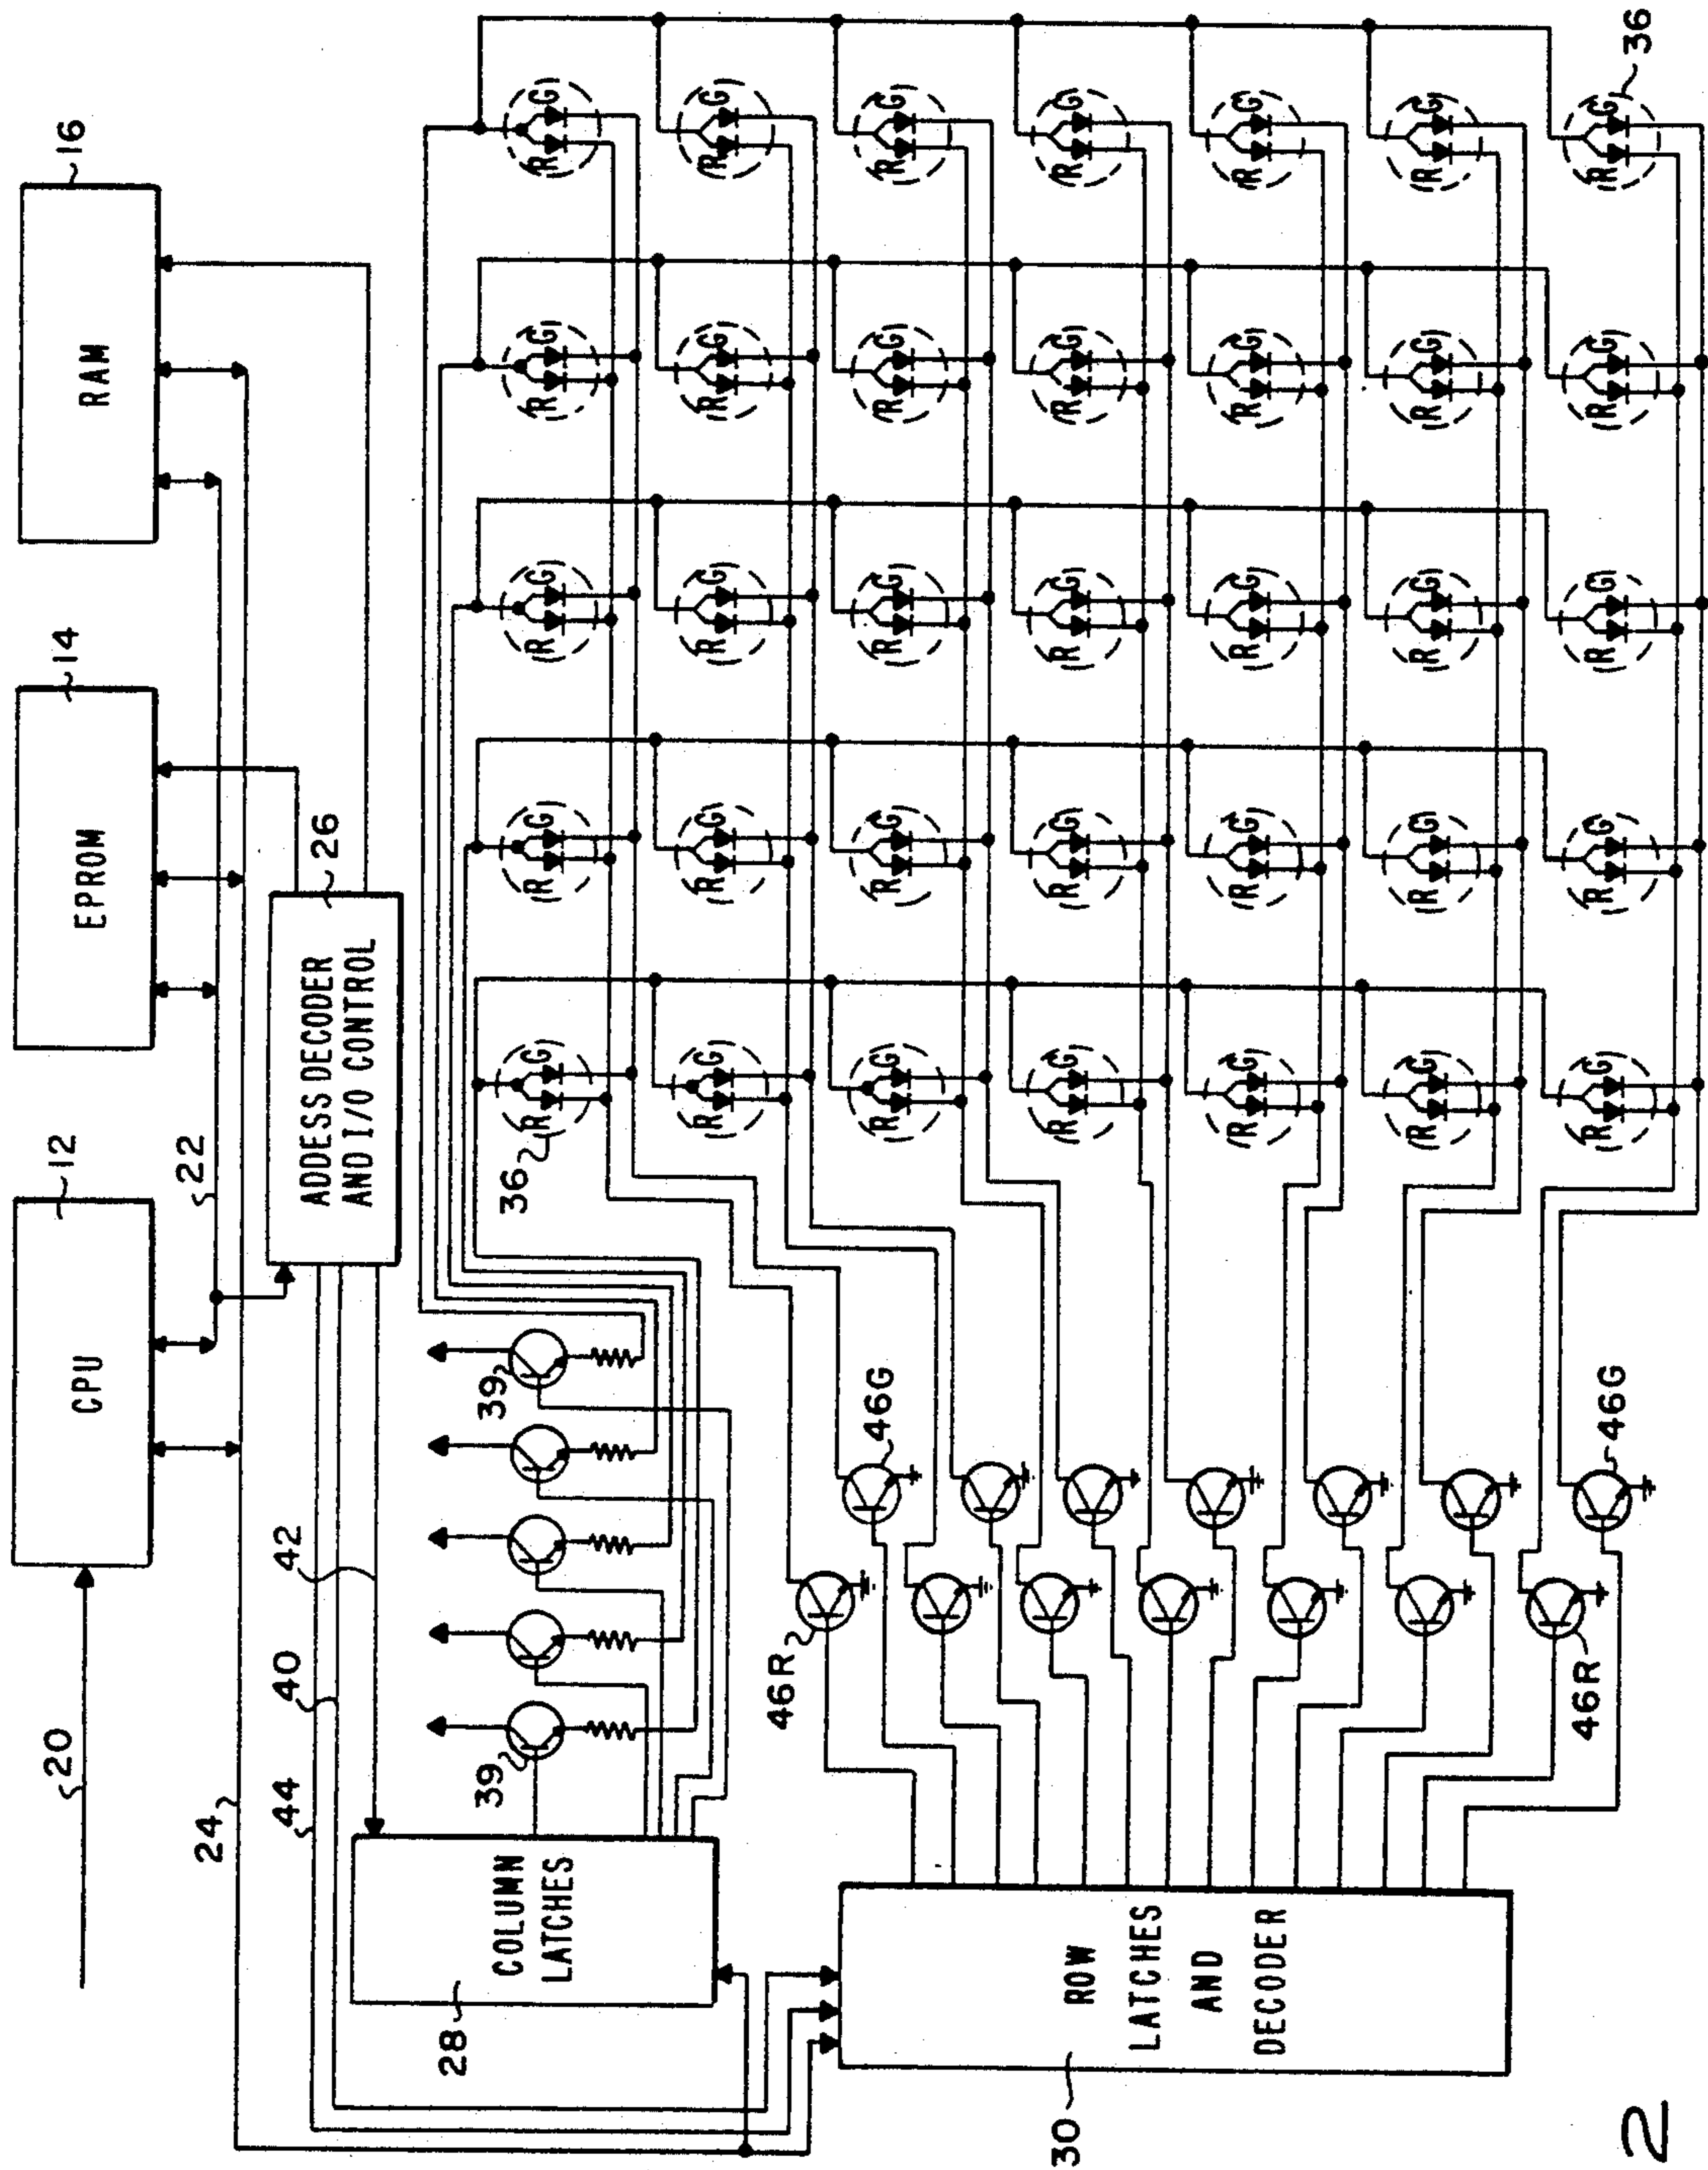 20
12
14
16
CPU
EPROM
RAM
22
24
44
40
42
26
ADDESS DECODER
AND I/O CONTROL
28
COLUMN
LATCHES
39
39
36
R G R G R G R G R G
R G R G R G R G R G
46R
46G
R G R G R G R G R G
30
ROW
LATCHES
AND
DECODER
R G R G R G R G R G
R G R G R G R G R G
R G R G R G R G R G
R G R G R G R G R G
46R
46G
36
2